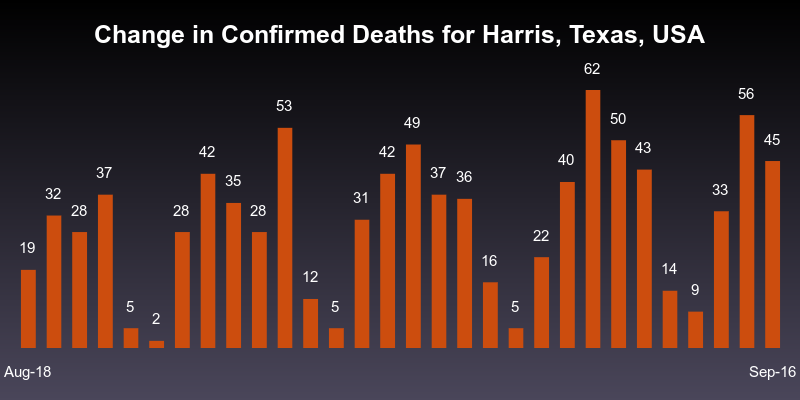 Change in Confirmed Deaths for Harris, Texas, USA
19 32 28 37 5 2 28 42 35 28 53 12 5 31 42 49 37 36 16 5 22 40 62 50 43 14 9 33 56 45
Aug-18 Sep-16